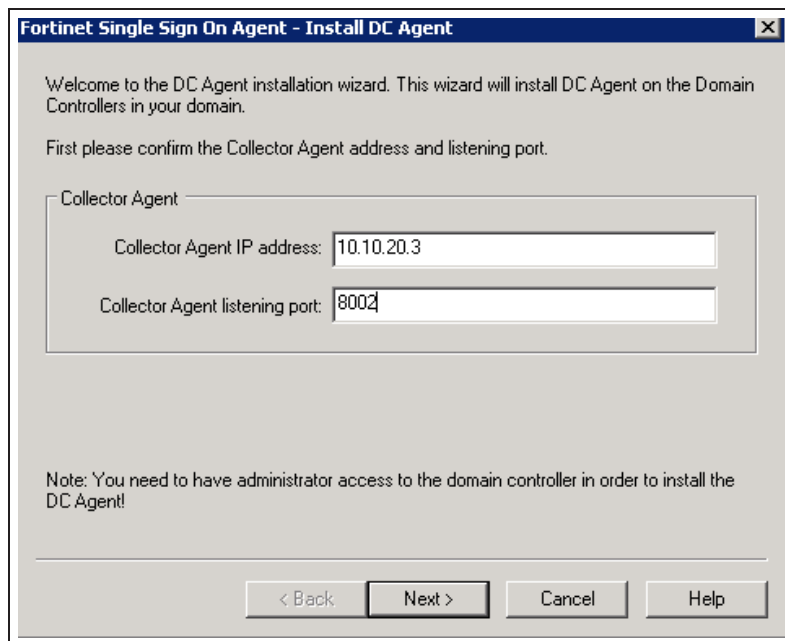 Fortinet Single Sign On Agent - Install DC Agent
Welcome to the DC Agent installation wizard. This wizard will install DC Agent on the Domain
Controllers in your domain.
First please confirm the Collector Agent address and listening port.
Collector Agent
Collector Agent IP address: 10.10.20.3
Collector Agent listening port: 8002
Note: You need to have administrator access to the domain controller in order to install the
DC Agent!
< Back Next > Cancel Help